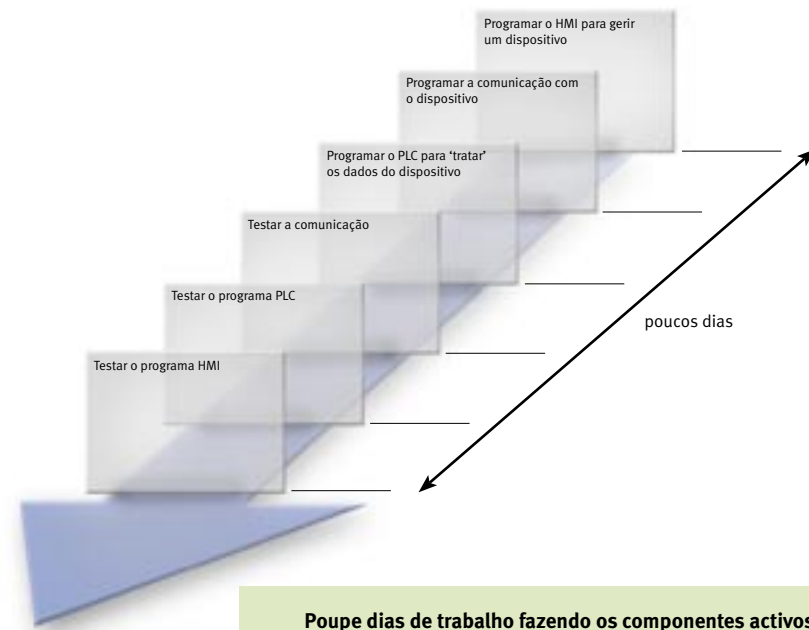 Programar o HMI para gerir
um dispositivo
Programar a comunicação com
o dispositivo
Programar o PLC para ‘tratar’
os dados do dispositivo
Testar a comunicação
Testar o programa PLC
poucos dias
Testar o programa HMI
Poupe dias de trabalho fazendo os componentes activos